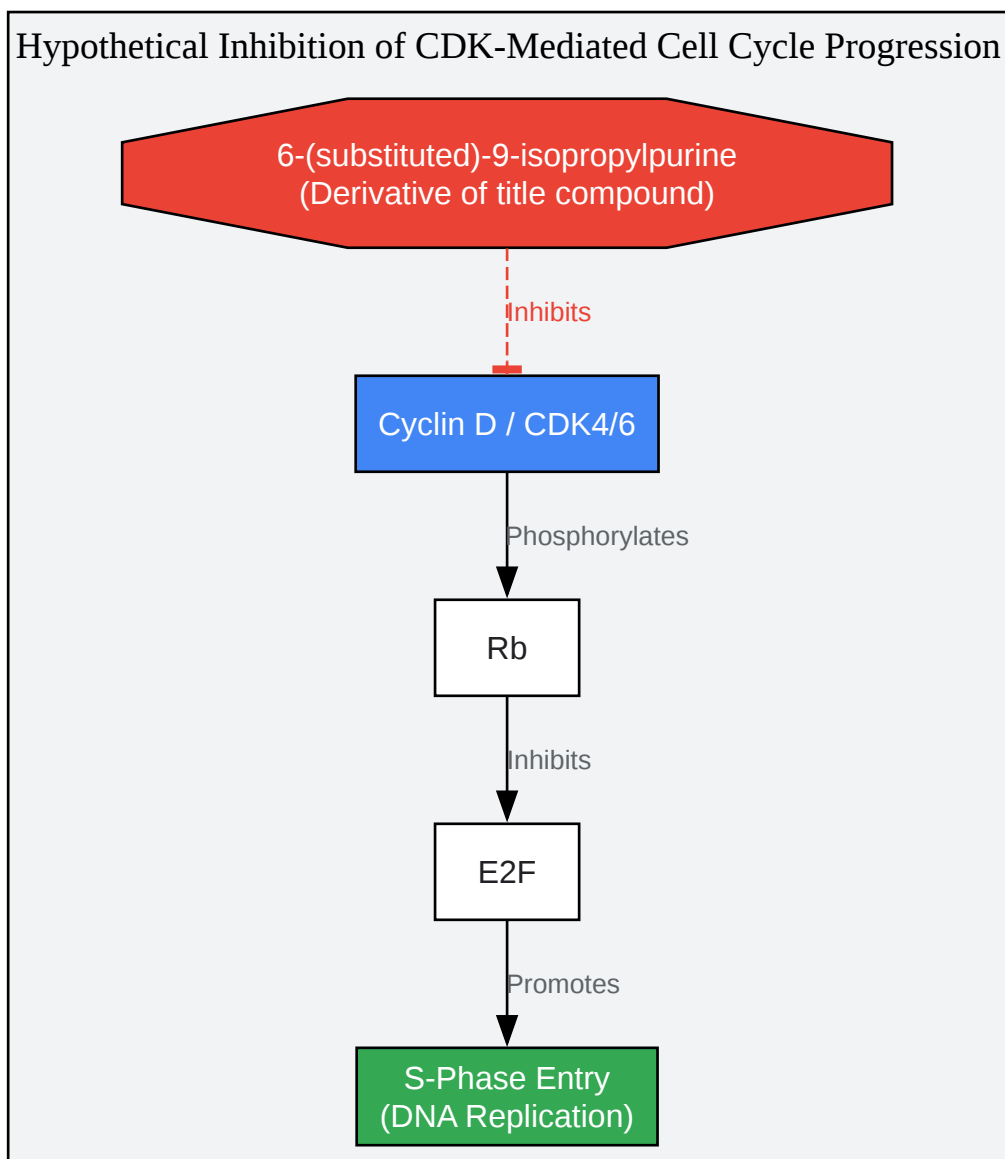 Hypothetical Inhibition of CDK-Mediated Cell Cycle Progression
6-(substituted)-9-isopropylpurine
(Derivative of title compound)
Inhibits
Cyclin D / CDK4/6
Phosphorylates
Rb
Inhibits
E2F
Promotes
S-Phase Entry
(DNA Replication)